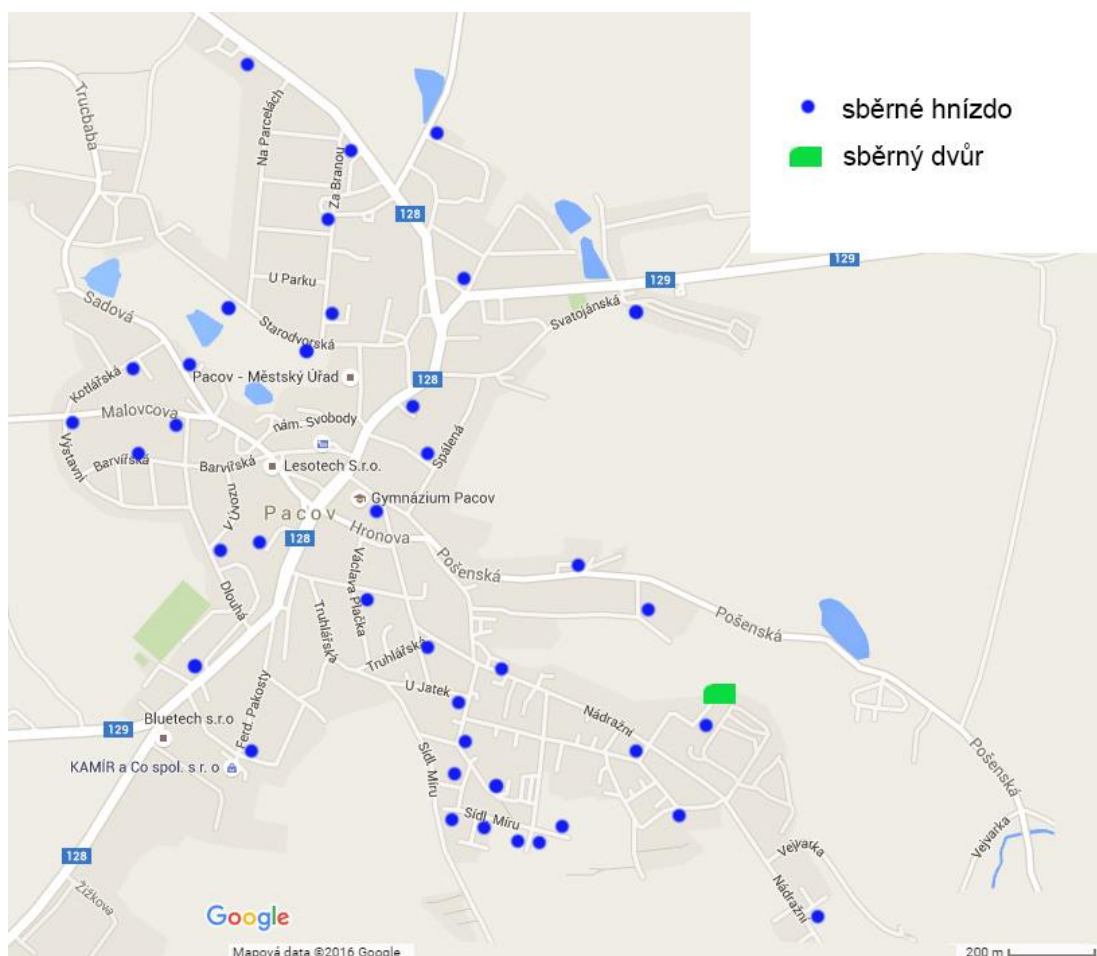 sběrné hnízdo
sběrný dvůr
Trucbaba
Na Parcelách
Za Branou
128
129
129
U Parku
Sadová
Svatojánská
Starodvorská
Kotlářská
Pacov - Městský Úřad
128
Malovcova
nám. Svobody
Výstavní
Barvířská
Barvířská
Spálená
Lesotech S.r.o.
V Úvozu
Gymnázium Pacov
Pacov
Hronova
128
Pošenská
Václava Plačka
Dlouhá
Truhlářská
Pošenská
Truhlářská
U Jatek
Ferd. Pakosty
Nádražní
Bluetech s.r.o
129
Sídl. Míru
KAMÍR a Co spol. s r. o
Pošenská
Sídl. Míru
Vejvarka
Vejvarka
128
Nádražní
Žižkova
Google
Mapová data ©2016 Google
200 m